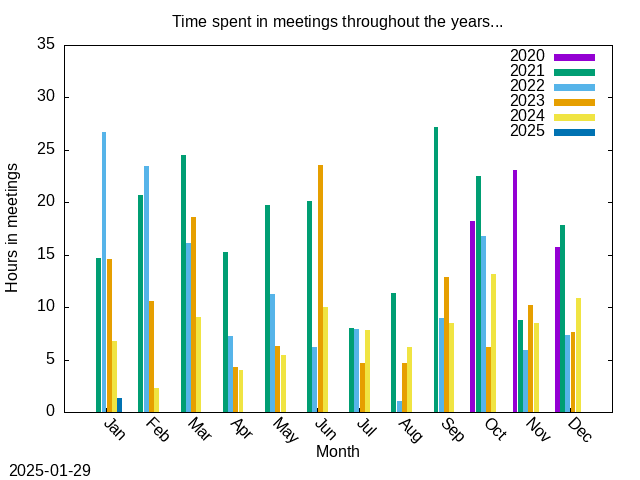 Time spent in meetings throughout the years...
35
30
25
20
15
10
5
0
Hours in meetings
2020
2021
2022
2023
2024
2025
Jan
Feb
Mar
Apr
May
Jun
Jul
Aug
Sep
Oct
Nov
Dec
Month
2025-01-29